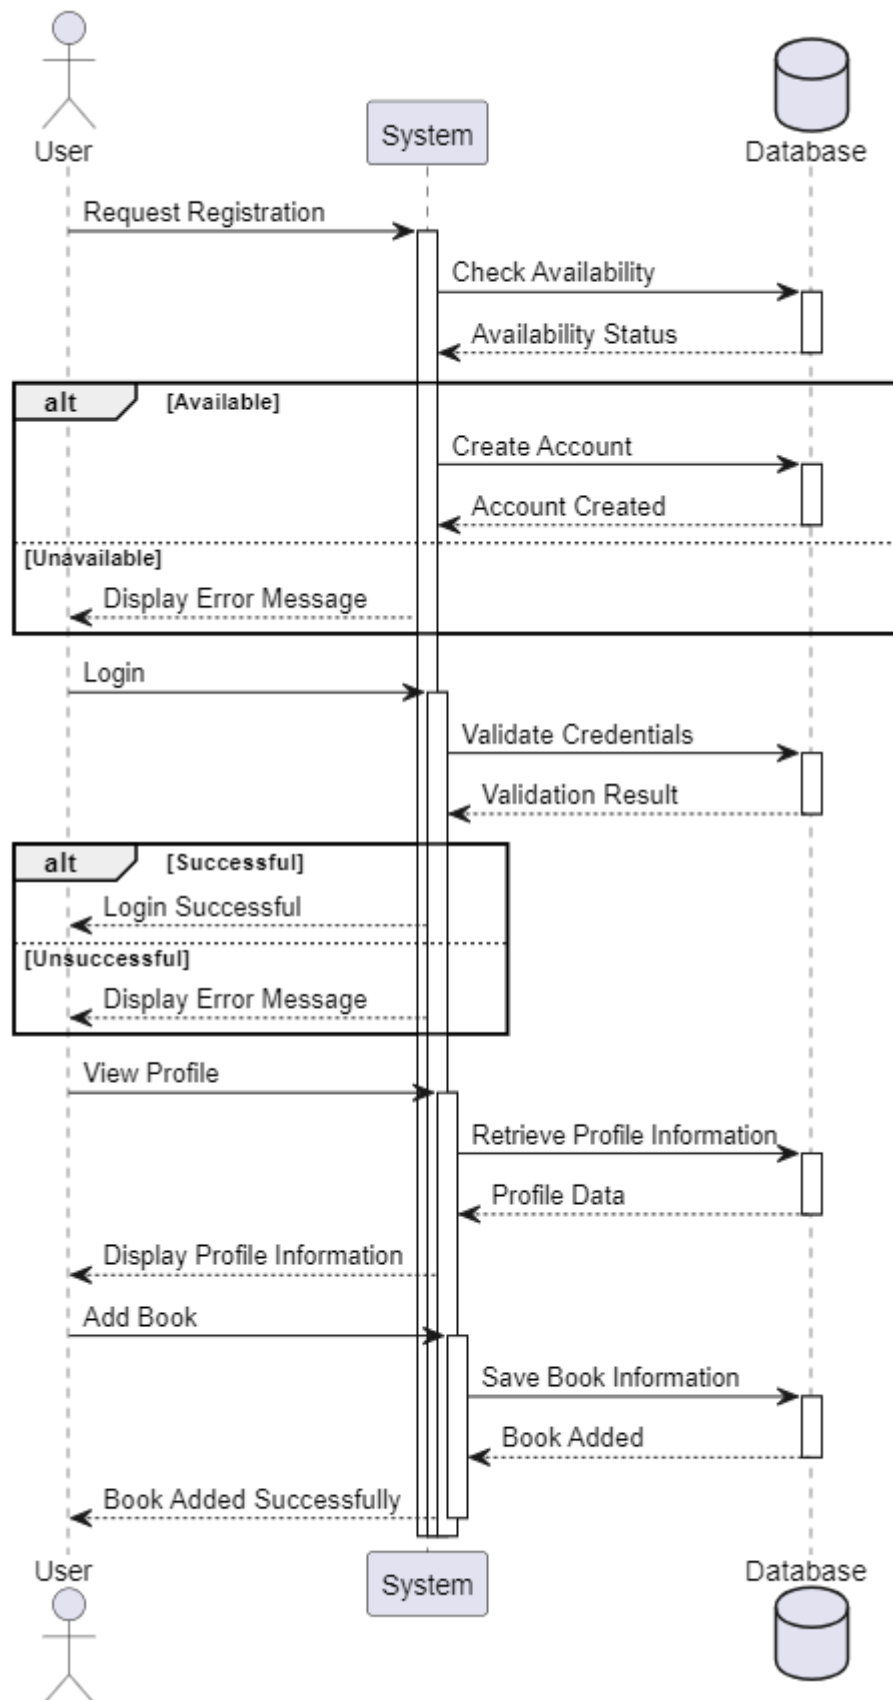 User
System
Database
Request Registration
Check Availability
Availability Status
alt [Available]
Create Account
Account Created
[Unavailable]
Display Error Message
Login
Validate Credentials
Validation Result
alt [Successful]
Login Successful
[Unsuccessful]
Display Error Message
View Profile
Retrieve Profile Information
Profile Data
Display Profile Information
Add Book
Save Book Information
Book Added
Book Added Successfully
User
System
Database